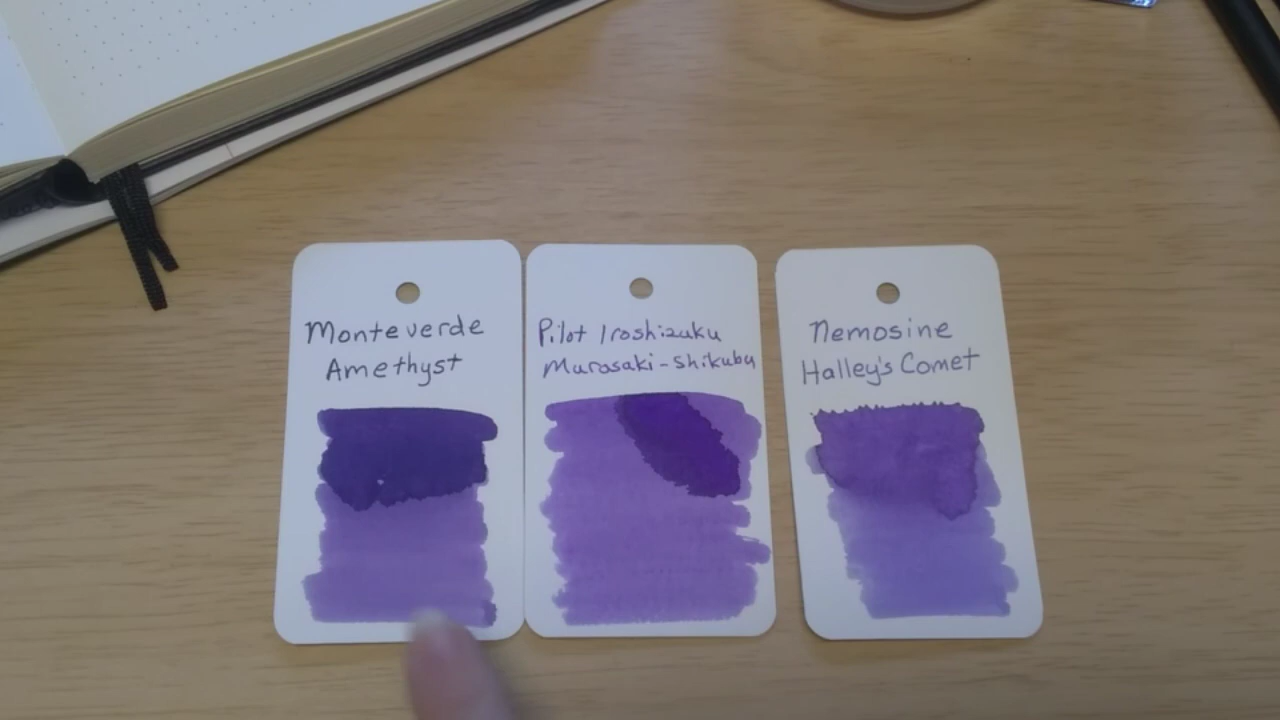 Monteverde
Amethyst
Pilot Iroshizuku
Murasaki-Shikubu
Nemosine
Halley's Comet